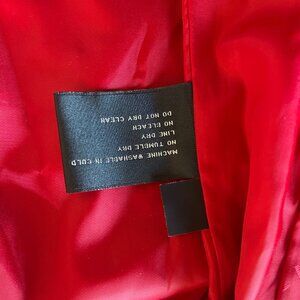 MACHINE WASHABLE IN COLD
NO TUMBLE DRY
LINE DRY
NO BLEACH
DO NOT DRY CLEAN